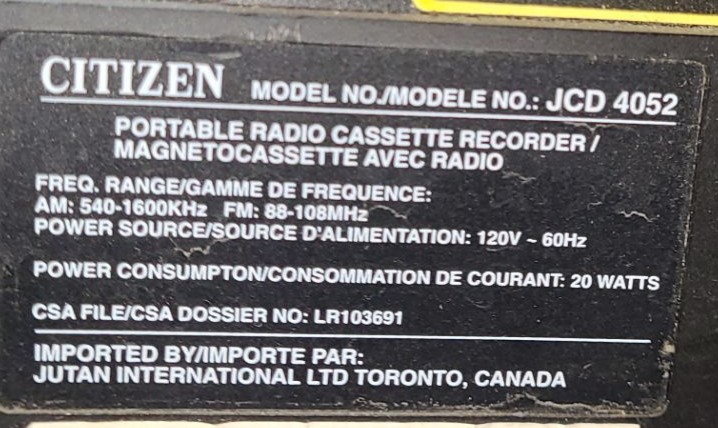 CITIZEN MODEL NO./MODELE NO.: JCD 4052
PORTABLE RADIO CASSETTE RECORDER /
MAGNETOCASSETTE AVEC RADIO
FREQ. RANGE/GAMME DE FREQUENCE:
AM: 540-1600KHz FM: 88-108MHz
POWER SOURCE/SOURCE D'ALIMENTATION: 120V ~ 60Hz
POWER CONSUMPTON/CONSOMMATION DE COURANT: 20 WATTS
CSA FILE/CSA DOSSIER NO: LR103691
IMPORTED BY/IMPORTE PAR:
JUTAN INTERNATIONAL LTD TORONTO, CANADA